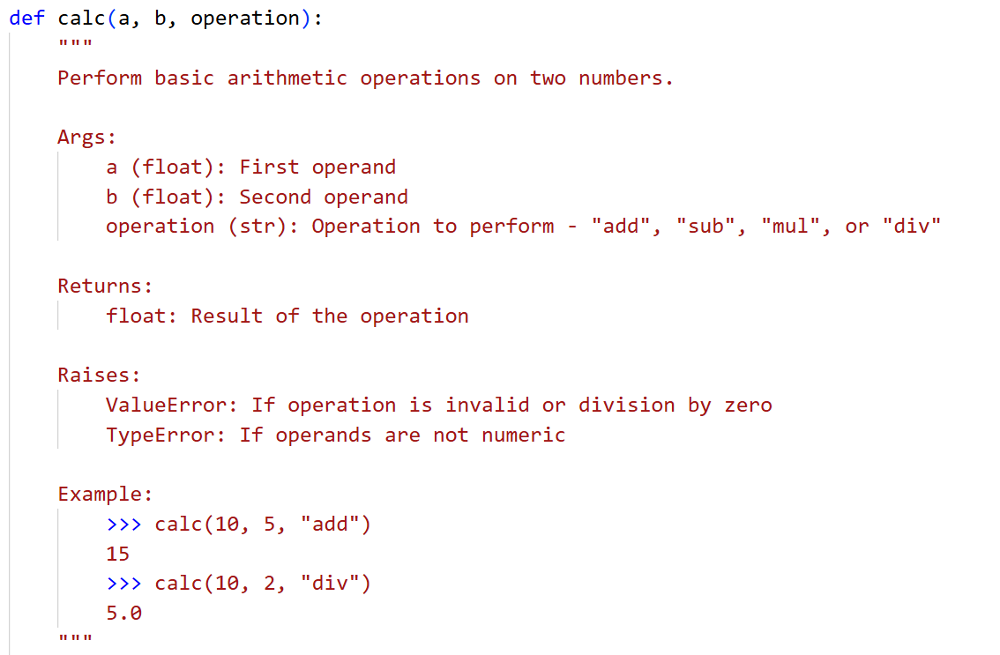 def calc(a, b, operation):
    """
    Perform basic arithmetic operations on two numbers.

    Args:
        a (float): First operand
        b (float): Second operand
        operation (str): Operation to perform - "add", "sub", "mul", or "div"

    Returns:
        float: Result of the operation

    Raises:
        ValueError: If operation is invalid or division by zero
        TypeError: If operands are not numeric

    Example:
        >>> calc(10, 5, "add")
        15
        >>> calc(10, 2, "div")
        5.0
    """